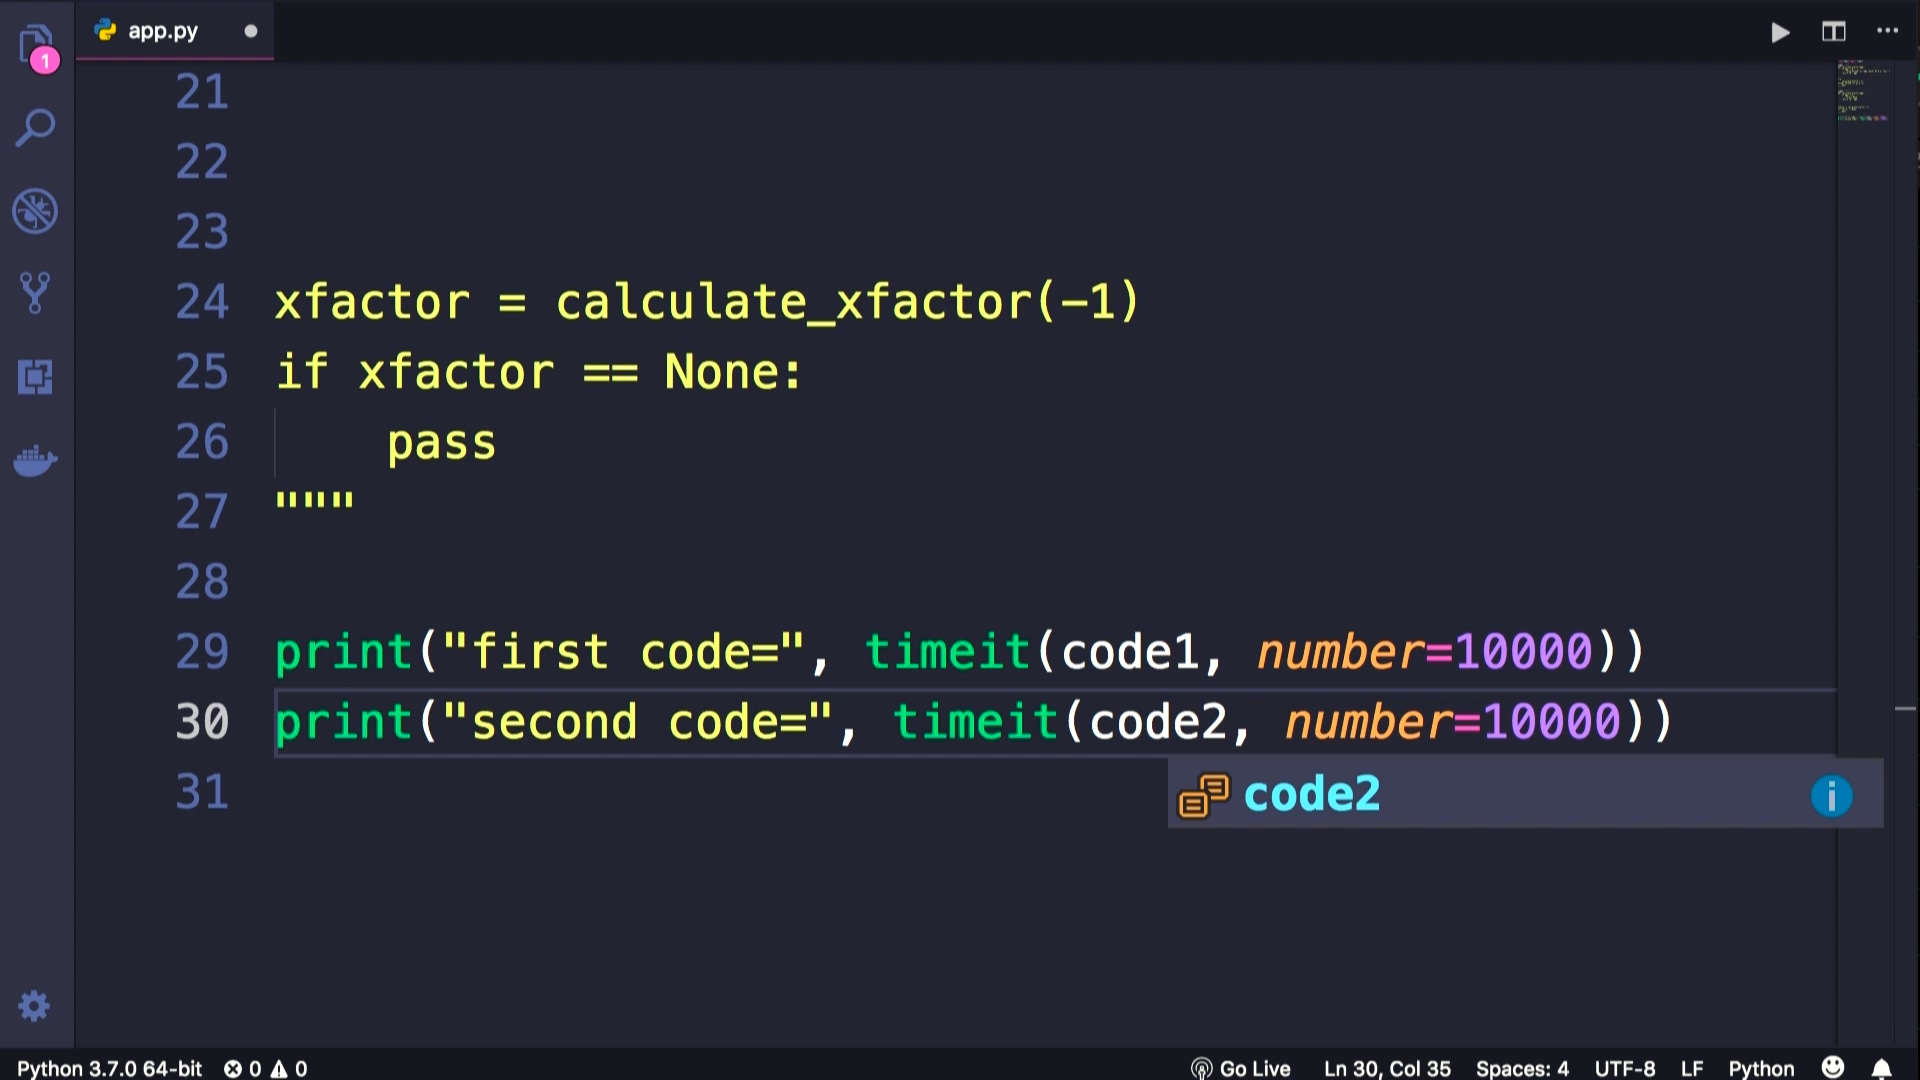 app.py
1
21
22
23
24 xfactor = calculate_xfactor(-1)
25 if xfactor == None:
26 pass
27 """
28
29 print("first code=", timeit(code1, number=10000))
30 print("second code=", timeit(code2, number=10000))
31
code2
Python 3.7.0 64-bit 0 0 Go Live Ln 30, Col 35 Spaces: 4 UTF-8 LF Python